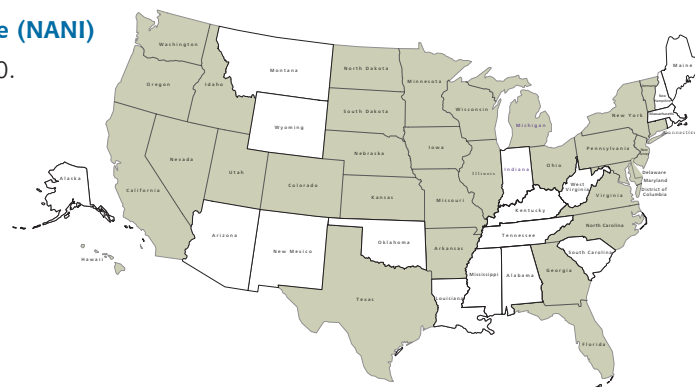 e (NANI)
0.
Washington
Montana
North Dakota
Minnesota
Maine
Oregon
Idaho
South Dakota
Wisconsin
Michigan
New York
Wyoming
Nebraska
Iowa
Pennsylvania
Nevada
Utah
Colorado
Kansas
Missouri
Illinois
Indiana
Ohio
West
Virginia
Virginia
Delaware
Maryland
District of
Columbia
Alaska
California
Kentucky
North Carolina
Tennessee
Arizona
New Mexico
Oklahoma
Arkansas
South Carolina
Hawaii
Mississippi
Alabama
Georgia
Texas
Louisiana
Florida